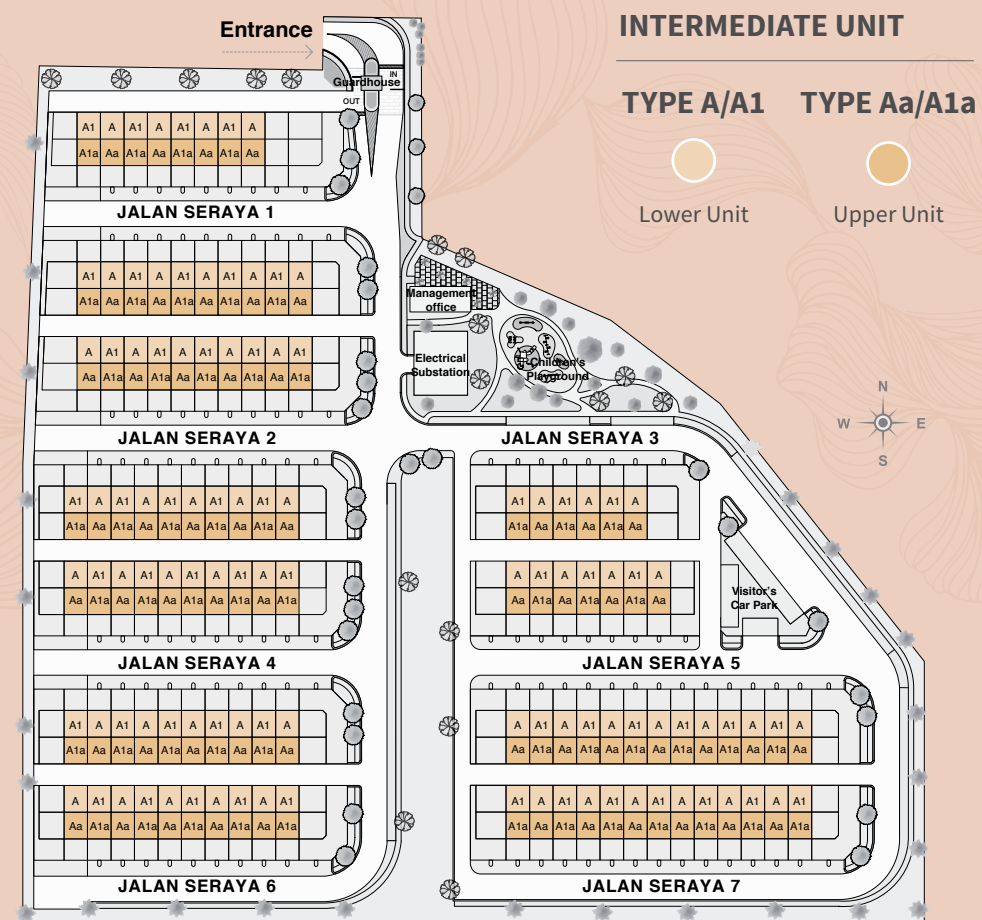 Entrance
INTERMEDIATE UNIT
TYPE A/A1 TYPE Aa/A1a
Lower Unit Upper Unit
IN
Guardhouse
OUT
A1 A A1 A A1 A A1 A
A1a Aa A1a Aa A1a Aa A1a Aa
JALAN SERAYA 1
A1 A A1 A A1 A A1 A A1 A
A1a Aa A1a Aa A1a Aa A1a Aa A1a Aa
Management
office
A A1 A A1 A A1 A A1 A A1
Aa A1a Aa A1a Aa A1a Aa A1a Aa A1a
Electrical
Substation
Children's
Playground
N
W E
S
JALAN SERAYA 2
JALAN SERAYA 3
A1 A A1 A A1 A A1 A A1 A
A1a Aa A1a Aa A1a Aa A1a Aa A1a Aa
A1 A A1 A A1 A
A1a Aa A1a Aa A1a Aa
A A1 A A1 A A1 A A1 A A1
Aa A1a Aa A1a Aa A1a Aa A1a Aa A1a
A A1 A A1 A A1 A
Aa A1a Aa A1a Aa A1a Aa
Visitor's
Car Park
JALAN SERAYA 4
JALAN SERAYA 5
A1 A A1 A A1 A A1 A A1 A
A1a Aa A1a Aa A1a Aa A1a Aa A1a Aa
A A1 A A1 A A1 A A1 A A1 A A1 A
Aa A1a Aa A1a Aa A1a Aa A1a Aa A1a Aa A1a Aa
A A1 A A1 A A1 A A1 A A1
Aa A1a Aa A1a Aa A1a Aa A1a Aa A1a
A1 A A1 A A1 A A1 A A1 A A1 A A1
A1a Aa A1a Aa A1a Aa A1a Aa A1a Aa A1a Aa A1a
JALAN SERAYA 6
JALAN SERAYA 7